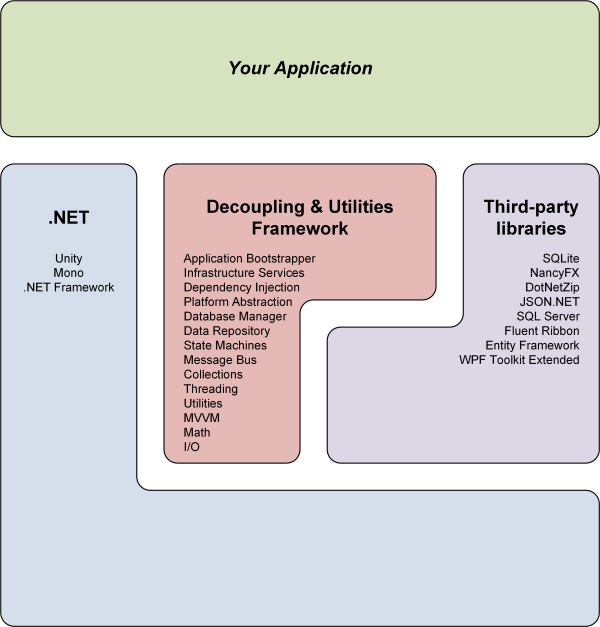 Your Application
.NET
Unity
Mono
.NET Framework
Decoupling & Utilities
Framework
Application Bootstrapper
Infrastructure Services
Dependency Injection
Platform Abstraction
Database Manager
Data Repository
State Machines
Message Bus
Collections
Threading
Utilities
MVVM
Math
I/O
Third-party
libraries
SQLite
NancyFX
DotNetZip
JSON.NET
SQL Server
Fluent Ribbon
Entity Framework
WPF Toolkit Extended